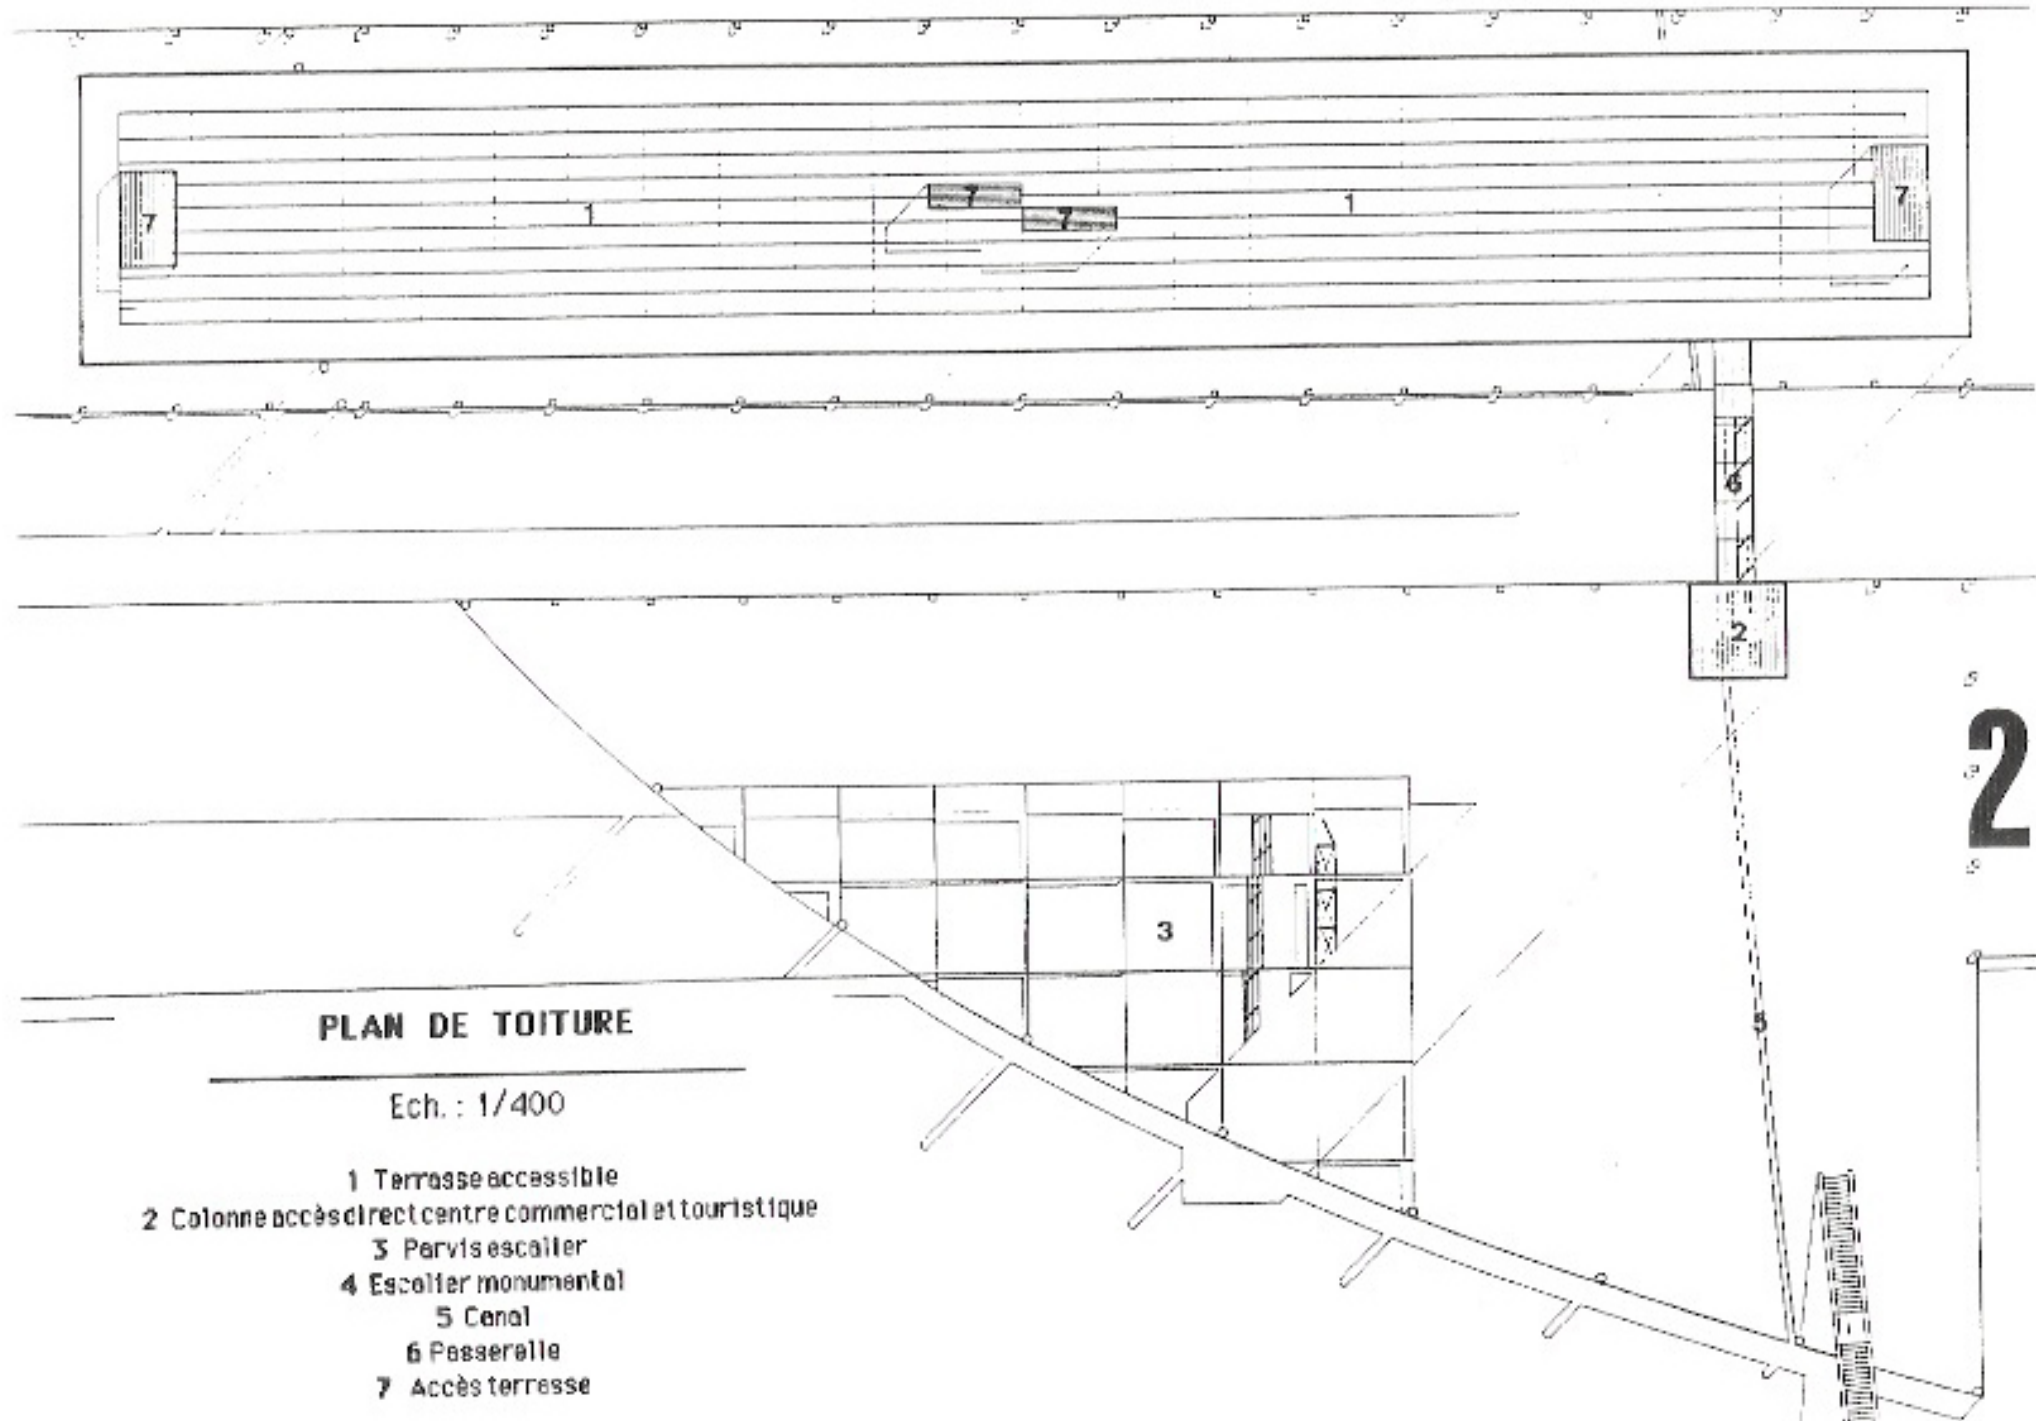 7
1
7
7
1
7
6
2
2
3
5
PLAN DE TOITURE
Ech. : 1/400
1 Terrasse accessible
2 Colonne accès direct centre commercial et touristique
3 Parvis escalier
4 Escalier monumental
5 Canal
6 Passerelle
7 Accès terrasse